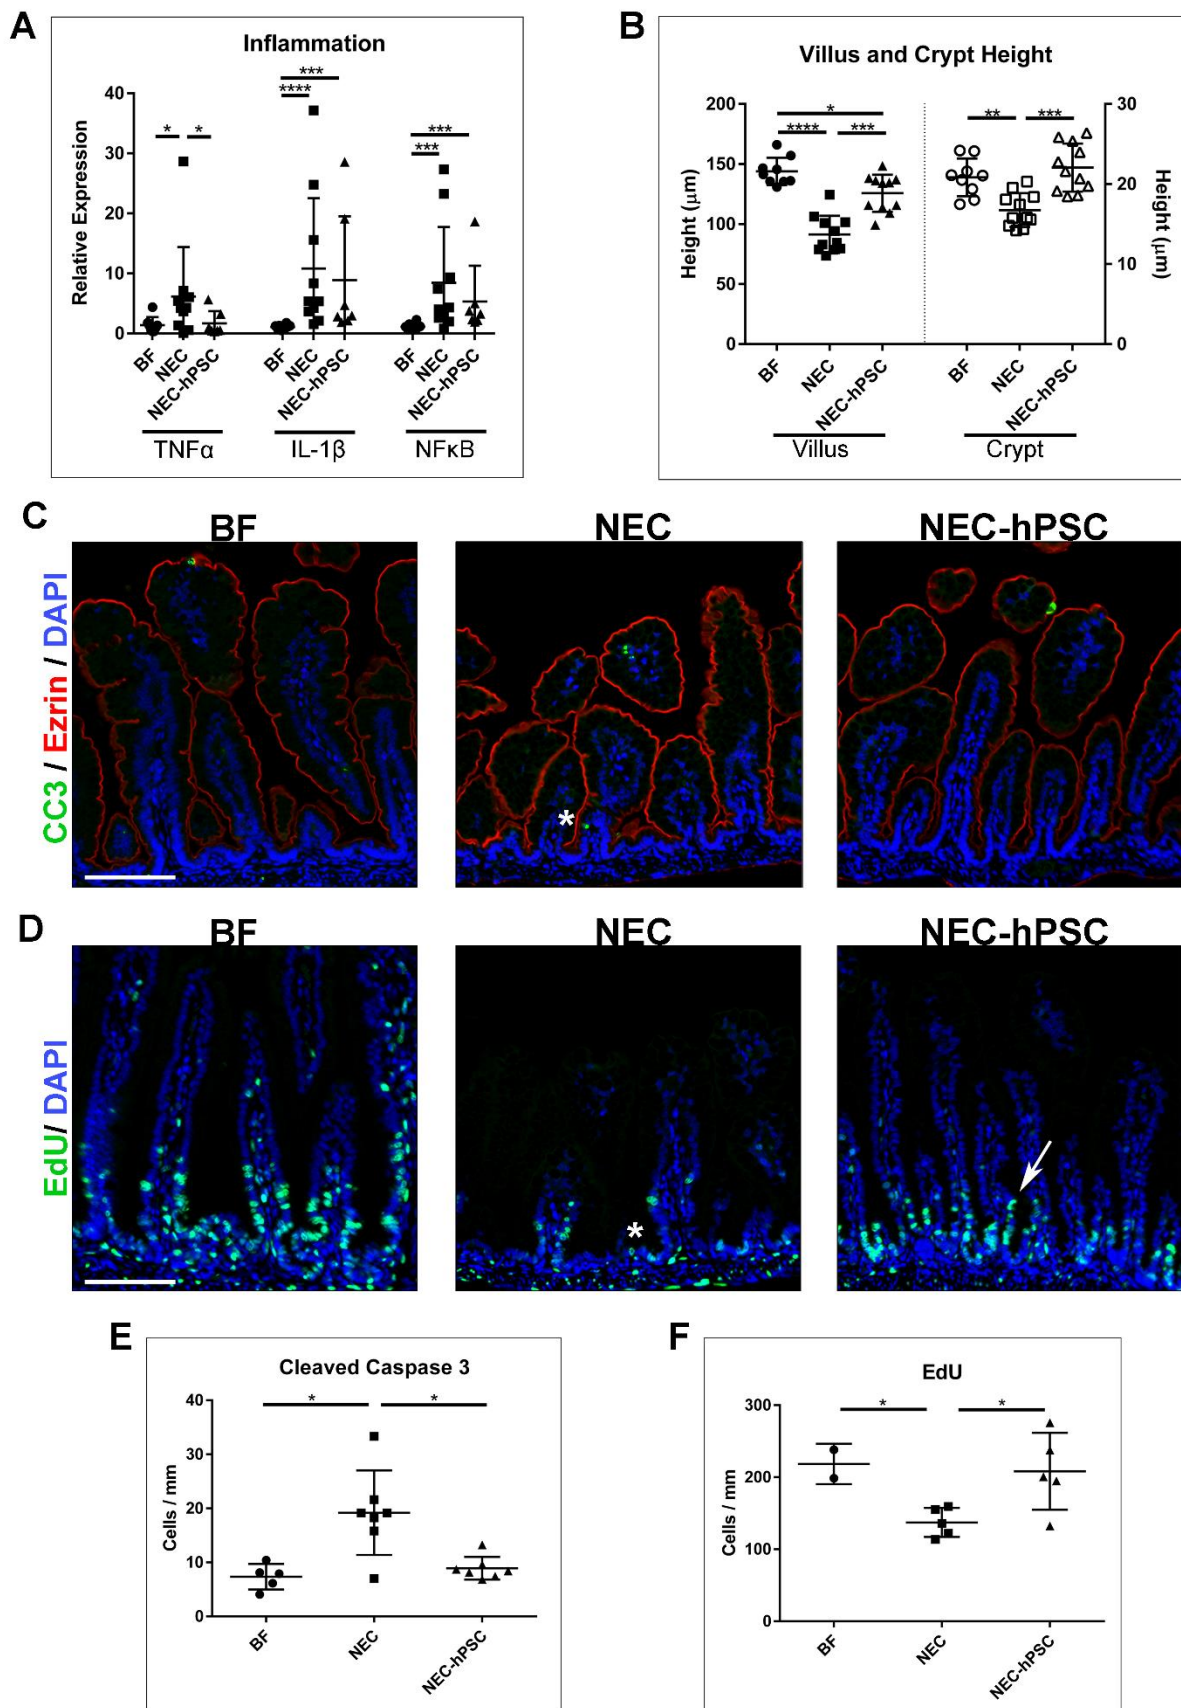 A
Inflammation
Relative Expression
40
30
20
10
0
* * **** *** *** ***
BF NEC NEC-hPSC BF NEC NEC-hPSC BF NEC NEC-hPSC
TNFα IL-1β NFκB
B
Villus and Crypt Height
Height (μm)
200
150
100
50
0
* **** *** ** ***
30
20
10
0
Height (μm)
BF NEC NEC-hPSC BF NEC NEC-hPSC
Villus Crypt
C
BF NEC NEC-hPSC
CC3 / Ezrin / DAPI
*
D
BF NEC NEC-hPSC
EdU/ DAPI
*
E
Cleaved Caspase 3
Cells / mm
40
30
20
10
0
* *
BF NEC NEC-hPSC
F
EdU
Cells / mm
300
200
100
0
* *
BF NEC NEC-hPSC